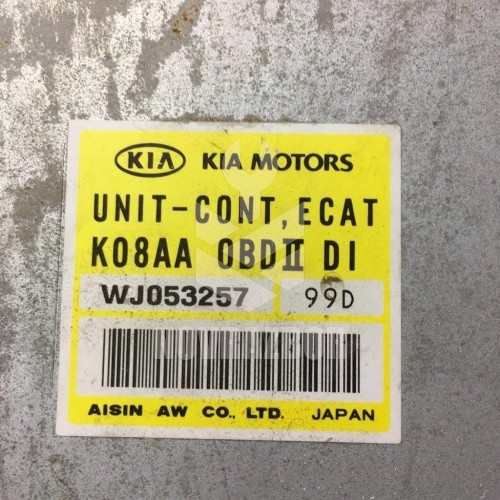 KIA KIA MOTORS
UNIT-CONT, ECAT
K08AA OBDⅡ DI
WJ053257 99D
AISIN AW CO., LTD. JAPAN